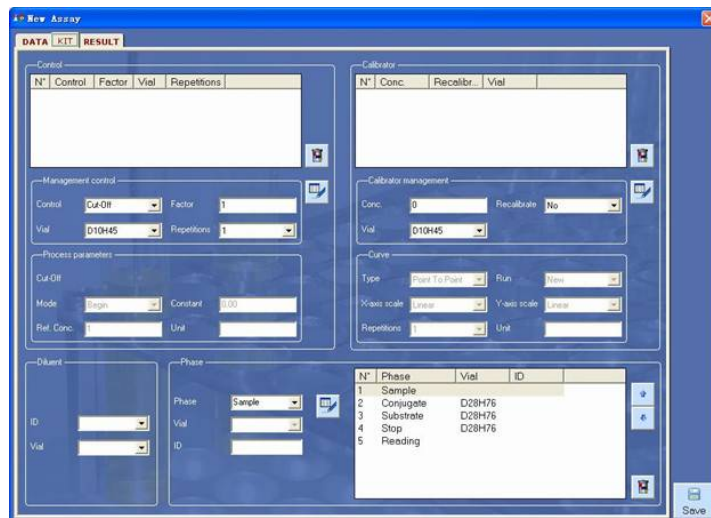 New Assay
DATA KIT RESULT
Control
N° Control Factor Vial Repetitions
Calibrator
N° Conc. Recalibr... Vial
Management control
Control Cut-Off Factor 1
Vial D10H45 Repetitions 1
Calibrator management
Conc. 0 Recalibrate No
Vial D10H45
Process parameters
Cut-Off
Mode Begin Constant 0.00
Ref. Conc. 1 Unit
Curve
Type Point To Point Run New
X-axis scale Linear Y-axis scale Linear
Repetitions 1 Unit
Diluent
ID
Vial
Phase
Phase Sample
Vial
ID
N° Phase Vial ID
1 Sample
2 Conjugate D28H76
3 Substrate D28H76
4 Stop D28H76
5 Reading
Save